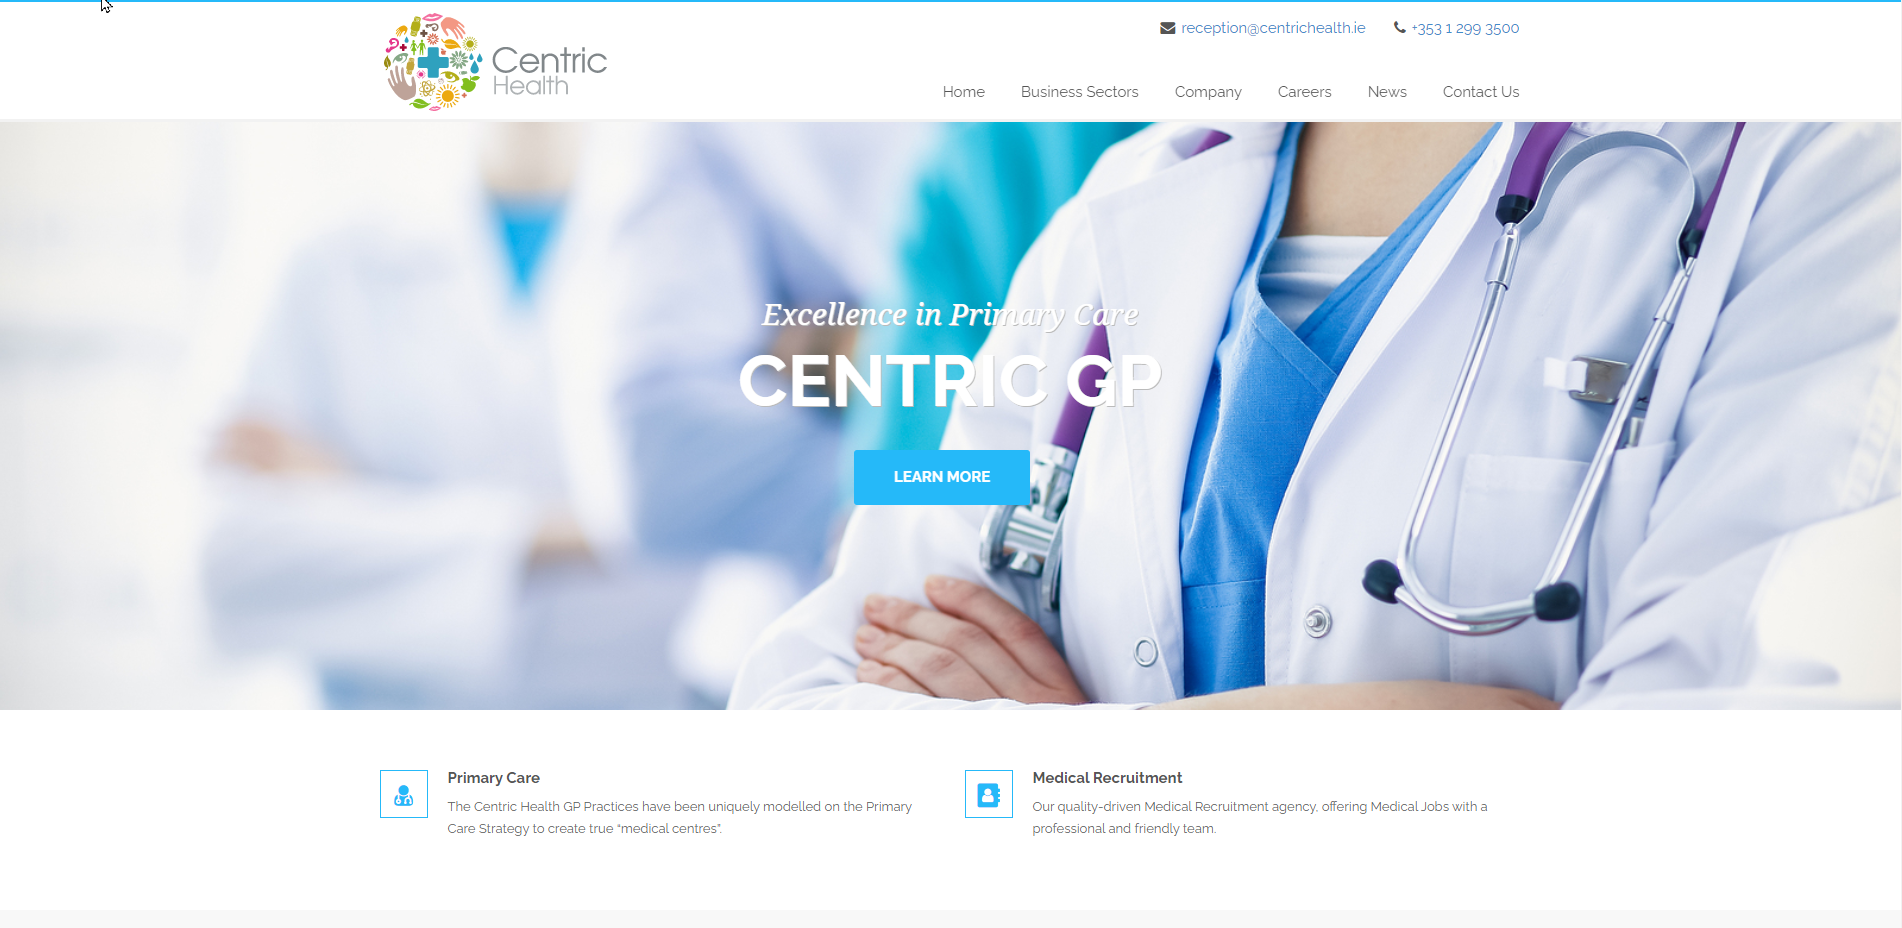 Centric
Health
reception@centrichealth.ie
+353 1 299 3500
Home
Business Sectors
Company
Careers
News
Contact Us
Excellence in Primary Care
CENTRIC GP
LEARN MORE
Primary Care
The Centric Health GP Practices have been uniquely modelled on the Primary
Care Strategy to create true “medical centres”.
Medical Recruitment
Our quality-driven Medical Recruitment agency, offering Medical Jobs with a
professional and friendly team.